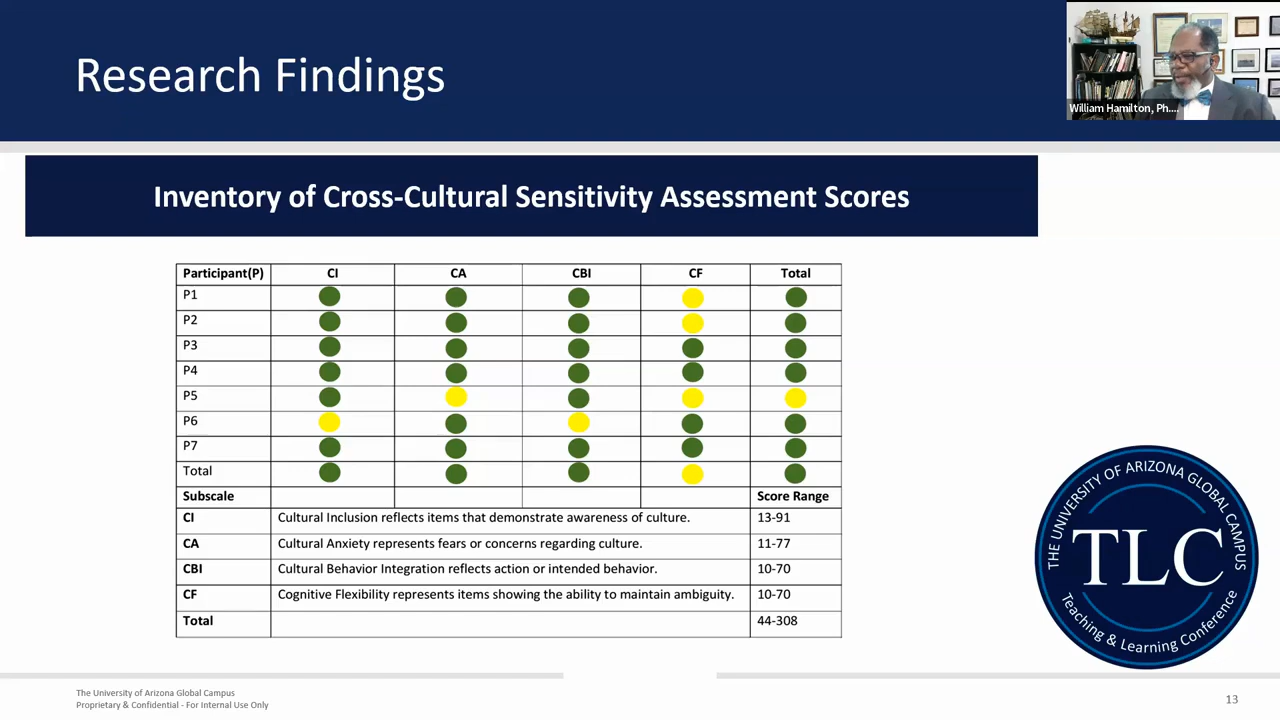 Research Findings
William Hamilton, Ph....
Inventory of Cross-Cultural Sensitivity Assessment Scores
Participant(P) CI CA CBI CF Total
P1
P2
P3
P4
P5
P6
P7
Total
Subscale Score Range
CI Cultural Inclusion reflects items that demonstrate awareness of culture. 13-91
CA Cultural Anxiety represents fears or concerns regarding culture. 11-77
CBI Cultural Behavior Integration reflects action or intended behavior. 10-70
CF Cognitive Flexibility represents items showing the ability to maintain ambiguity. 10-70
Total 44-308
THE UNIVERSITY OF ARIZONA GLOBAL CAMPUS
TLC
Teaching & Learning Conference
The University of Arizona Global Campus
Proprietary & Confidential - For Internal Use Only
13